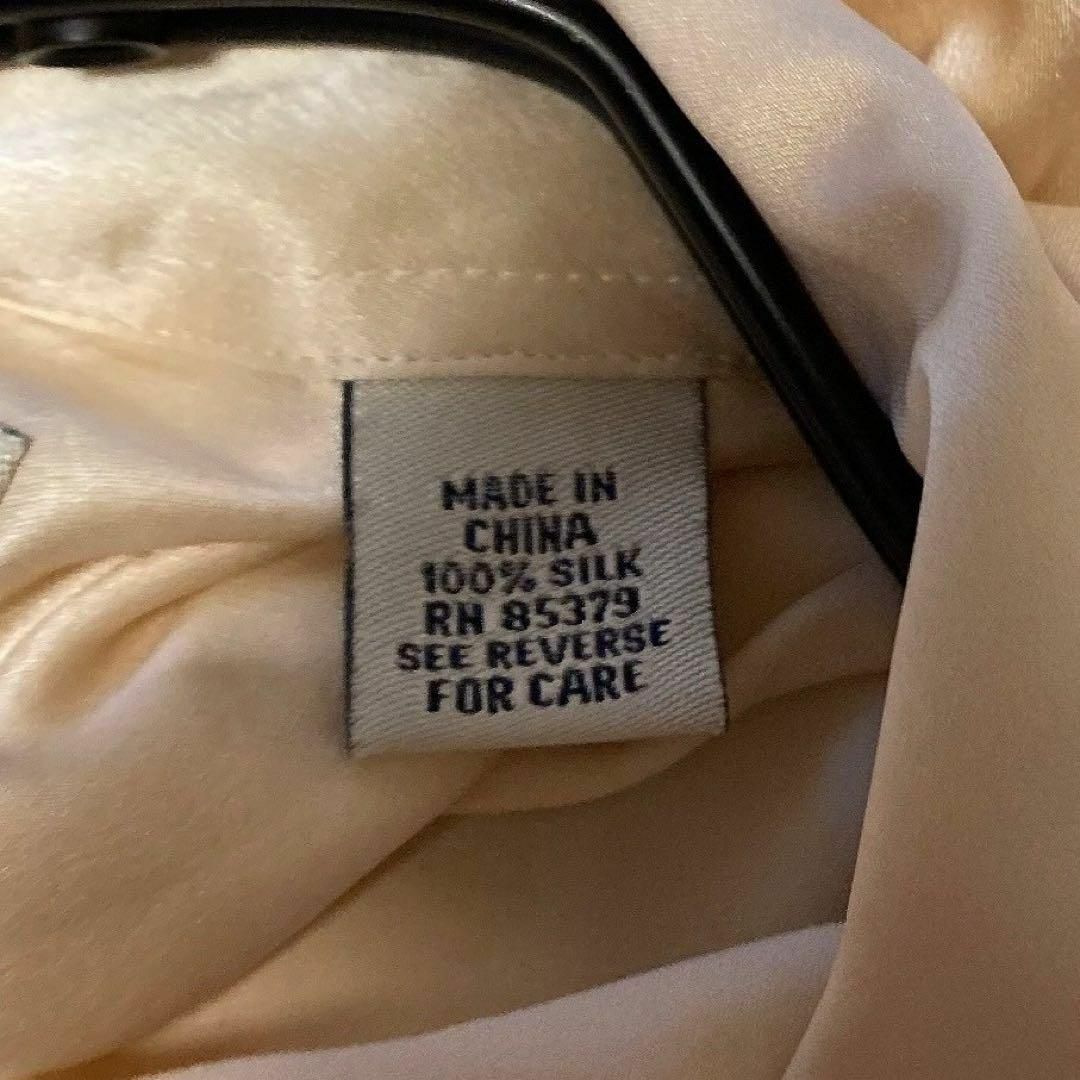 MADE IN
CHINA
100% SILK
RN 85379
SEE REVERSE
FOR CARE